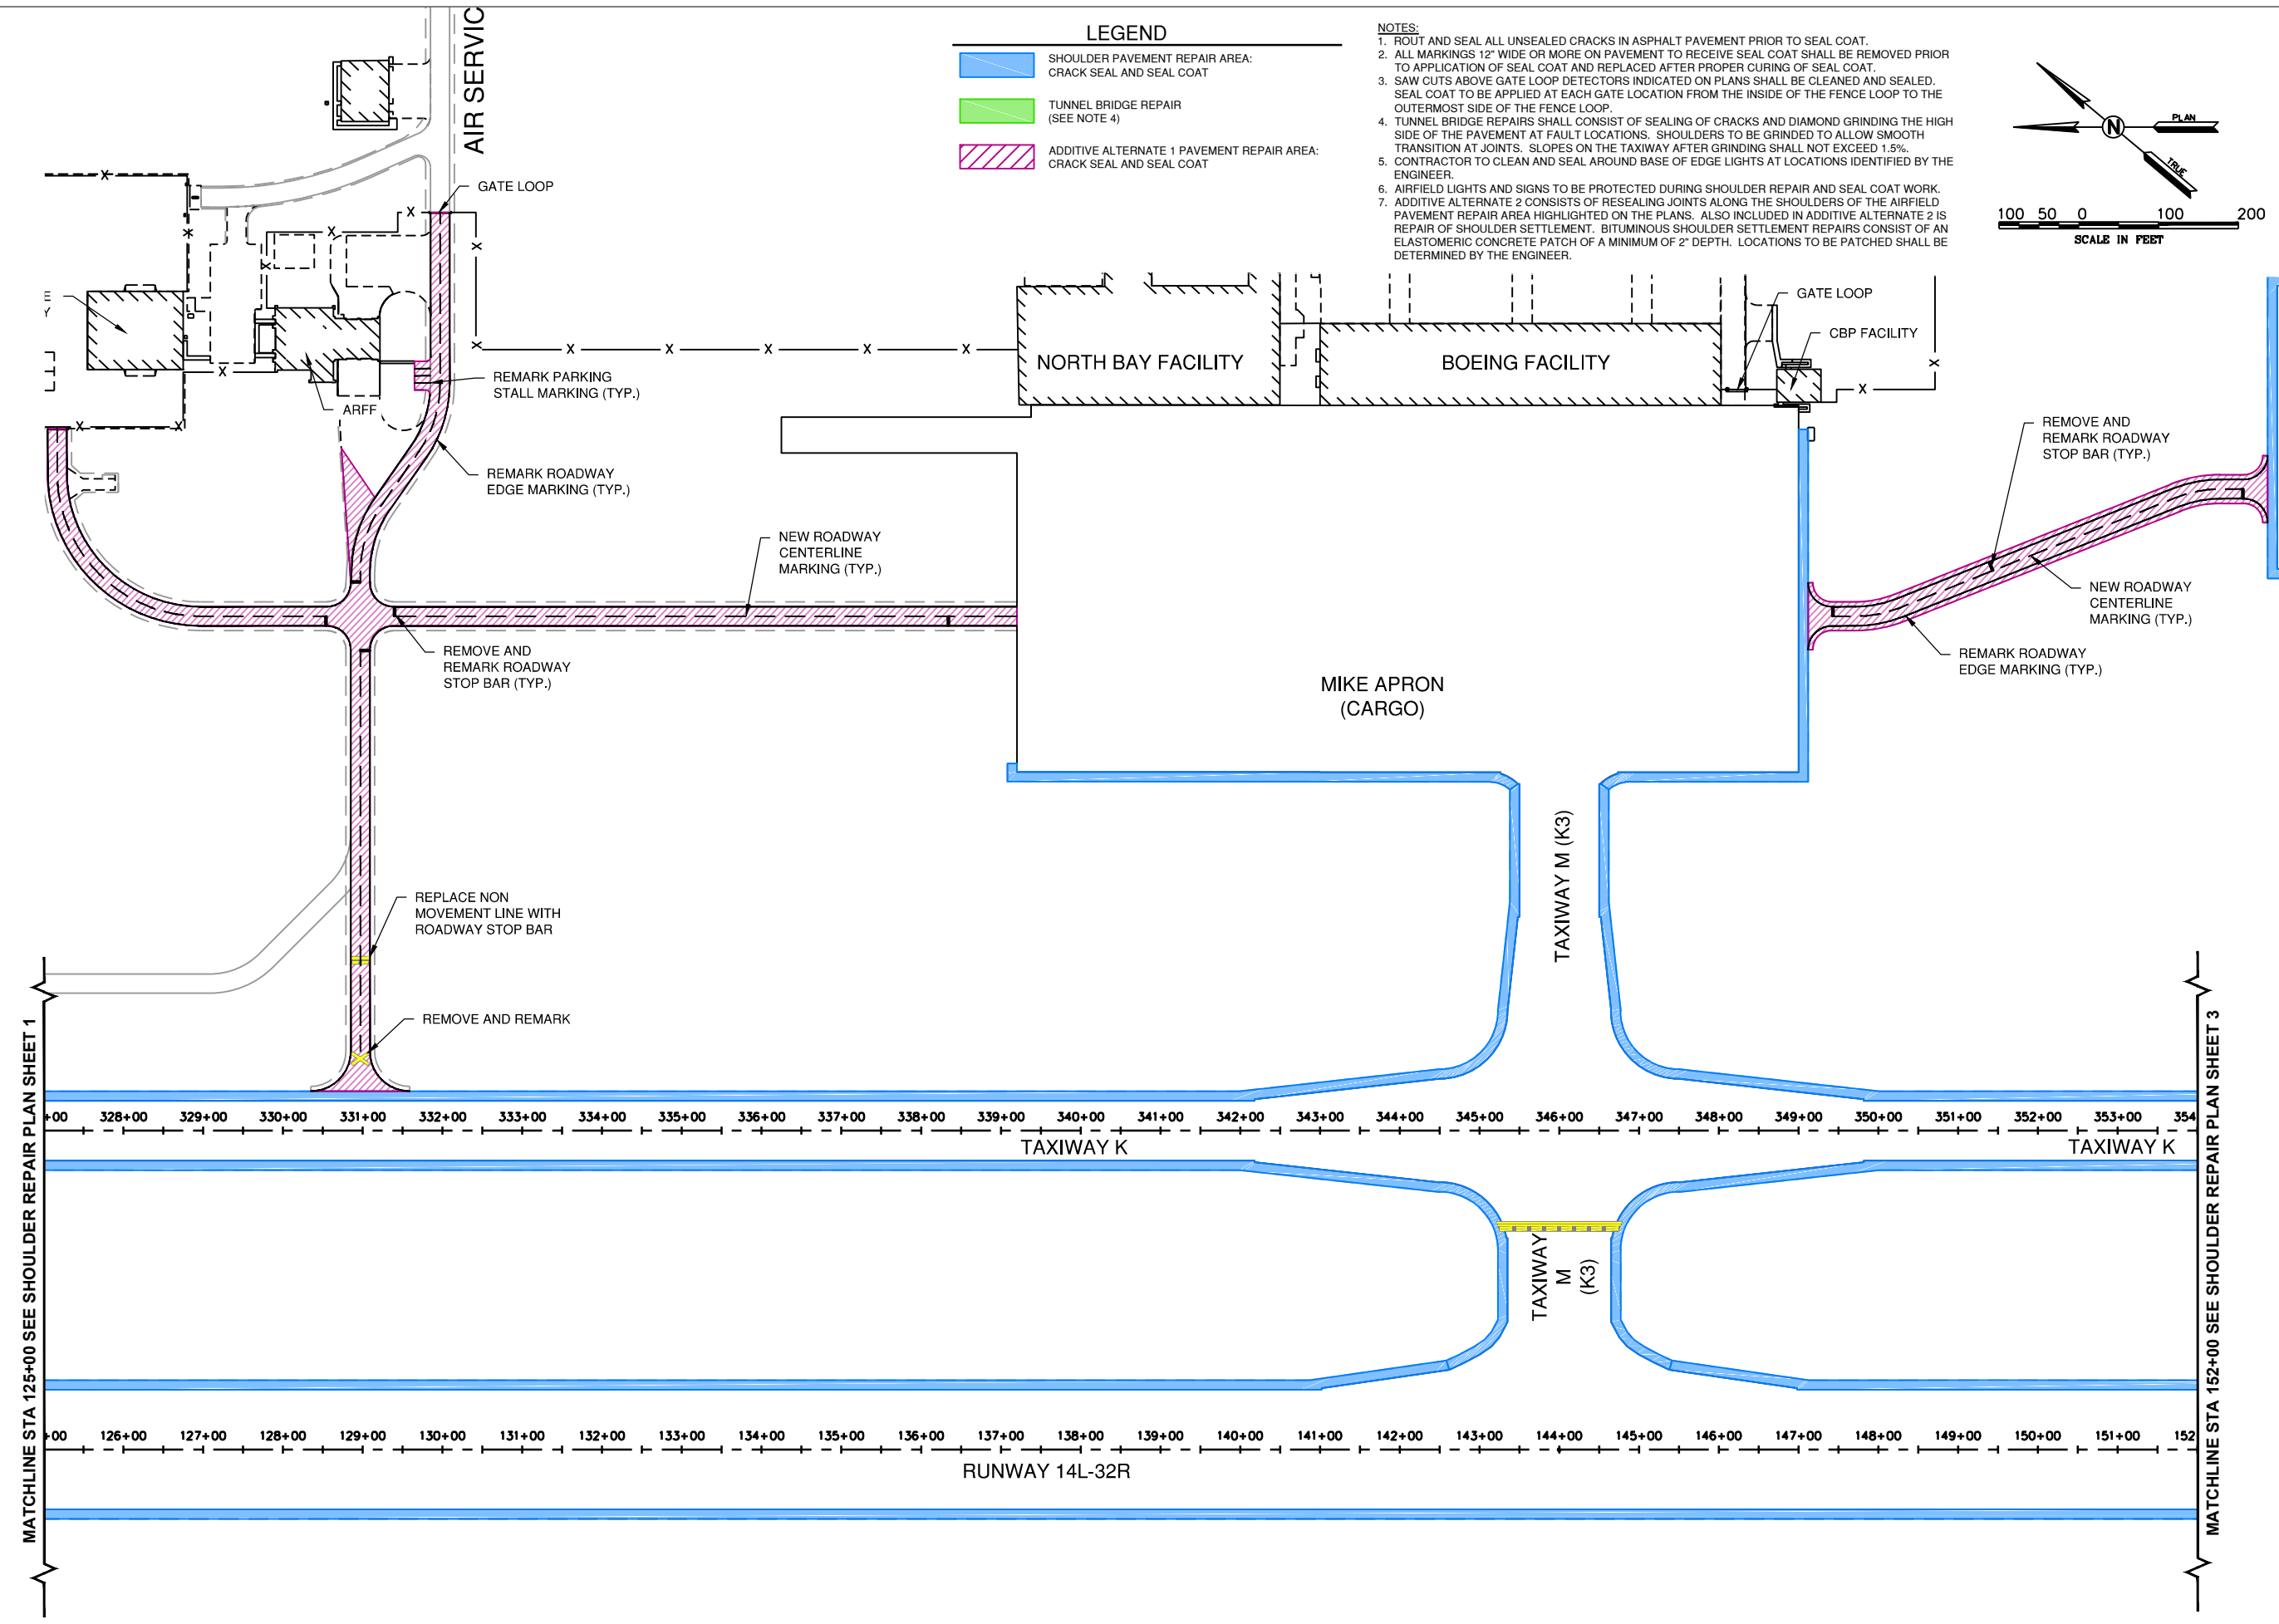 AIR SERVIC
LEGEND
SHOULDER PAVEMENT REPAIR AREA:
CRACK SEAL AND SEAL COAT
TUNNEL BRIDGE REPAIR
(SEE NOTE 4)
ADDITIVE ALTERNATE 1 PAVEMENT REPAIR AREA:
CRACK SEAL AND SEAL COAT
NOTES:
1. ROUT AND SEAL ALL UNSEALED CRACKS IN ASPHALT PAVEMENT PRIOR TO SEAL COAT.
2. ALL MARKINGS 12" WIDE OR MORE ON PAVEMENT TO RECEIVE SEAL COAT SHALL BE REMOVED PRIOR
TO APPLICATION OF SEAL COAT AND REPLACED AFTER PROPER CURING OF SEAL COAT.
3. SAW CUTS ABOVE GATE LOOP DETECTORS INDICATED ON PLANS SHALL BE CLEANED AND SEALED.
SEAL COAT TO BE APPLIED AT EACH GATE LOCATION FROM THE INSIDE OF THE FENCE LOOP TO THE
OUTERMOST SIDE OF THE FENCE LOOP.
4. TUNNEL BRIDGE REPAIRS SHALL CONSIST OF SEALING OF CRACKS AND DIAMOND GRINDING THE HIGH
SIDE OF THE PAVEMENT AT FAULT LOCATIONS. SHOULDERS TO BE GRINDED TO ALLOW SMOOTH
TRANSITION AT JOINTS. SLOPES ON THE TAXIWAY AFTER GRINDING SHALL NOT EXCEED 1.5%.
5. CONTRACTOR TO CLEAN AND SEAL AROUND BASE OF EDGE LIGHTS AT LOCATIONS IDENTIFIED BY THE
ENGINEER.
6. AIRFIELD LIGHTS AND SIGNS TO BE PROTECTED DURING SHOULDER REPAIR AND SEAL COAT WORK.
7. ADDITIVE ALTERNATE 2 CONSISTS OF RESEALING JOINTS ALONG THE SHOULDERS OF THE AIRFIELD
PAVEMENT REPAIR AREA HIGHLIGHTED ON THE PLANS. ALSO INCLUDED IN ADDITIVE ALTERNATE 2 IS
REPAIR OF SHOULDER SETTLEMENT. BITUMINOUS SHOULDER SETTLEMENT REPAIRS CONSIST OF AN
ELASTOMERIC CONCRETE PATCH OF A MINIMUM OF 2" DEPTH. LOCATIONS TO BE PATCHED SHALL BE
DETERMINED BY THE ENGINEER.
N
PLAN
TRUE
100 50 0 100 200
SCALE IN FEET
GATE LOOP
E
Y
ARFF
REMARK PARKING
STALL MARKING (TYP.)
REMARK ROADWAY
EDGE MARKING (TYP.)
NORTH BAY FACILITY
BOEING FACILITY
GATE LOOP
CBP FACILITY
REMOVE AND
REMARK ROADWAY
STOP BAR (TYP.)
NEW ROADWAY
CENTERLINE
MARKING (TYP.)
NEW ROADWAY
CENTERLINE
MARKING (TYP.)
REMOVE AND
REMARK ROADWAY
STOP BAR (TYP.)
REMARK ROADWAY
EDGE MARKING (TYP.)
MIKE APRON
(CARGO)
TAXIWAY M (K3)
REPLACE NON
MOVEMENT LINE WITH
ROADWAY STOP BAR
REMOVE AND REMARK
MATCHLINE STA 125+00 SEE SHOULDER REPAIR PLAN SHEET 1
MATCHLINE STA 152+00 SEE SHOULDER REPAIR PLAN SHEET 3
+00 328+00 329+00 330+00 331+00 332+00 333+00 334+00 335+00 336+00 337+00 338+00 339+00 340+00 341+00 342+00 343+00 344+00 345+00 346+00 347+00 348+00 349+00 350+00 351+00 352+00 353+00 354
TAXIWAY K
TAXIWAY K
TAXIWAY
M
(K3)
+00 126+00 127+00 128+00 129+00 130+00 131+00 132+00 133+00 134+00 135+00 136+00 137+00 138+00 139+00 140+00 141+00 142+00 143+00 144+00 145+00 146+00 147+00 148+00 149+00 150+00 151+00 152
RUNWAY 14L-32R